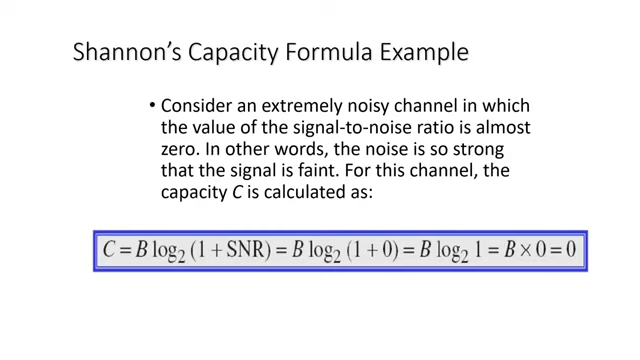 Shannon’s Capacity Formula Example
• Consider an extremely noisy channel in which
the value of the signal-to-noise ratio is almost
zero. In other words, the noise is so strong
that the signal is faint. For this channel, the
capacity C is calculated as:
C = B log₂ (1 + SNR) = B log₂ (1 + 0) = B log₂ 1 = B × 0 = 0